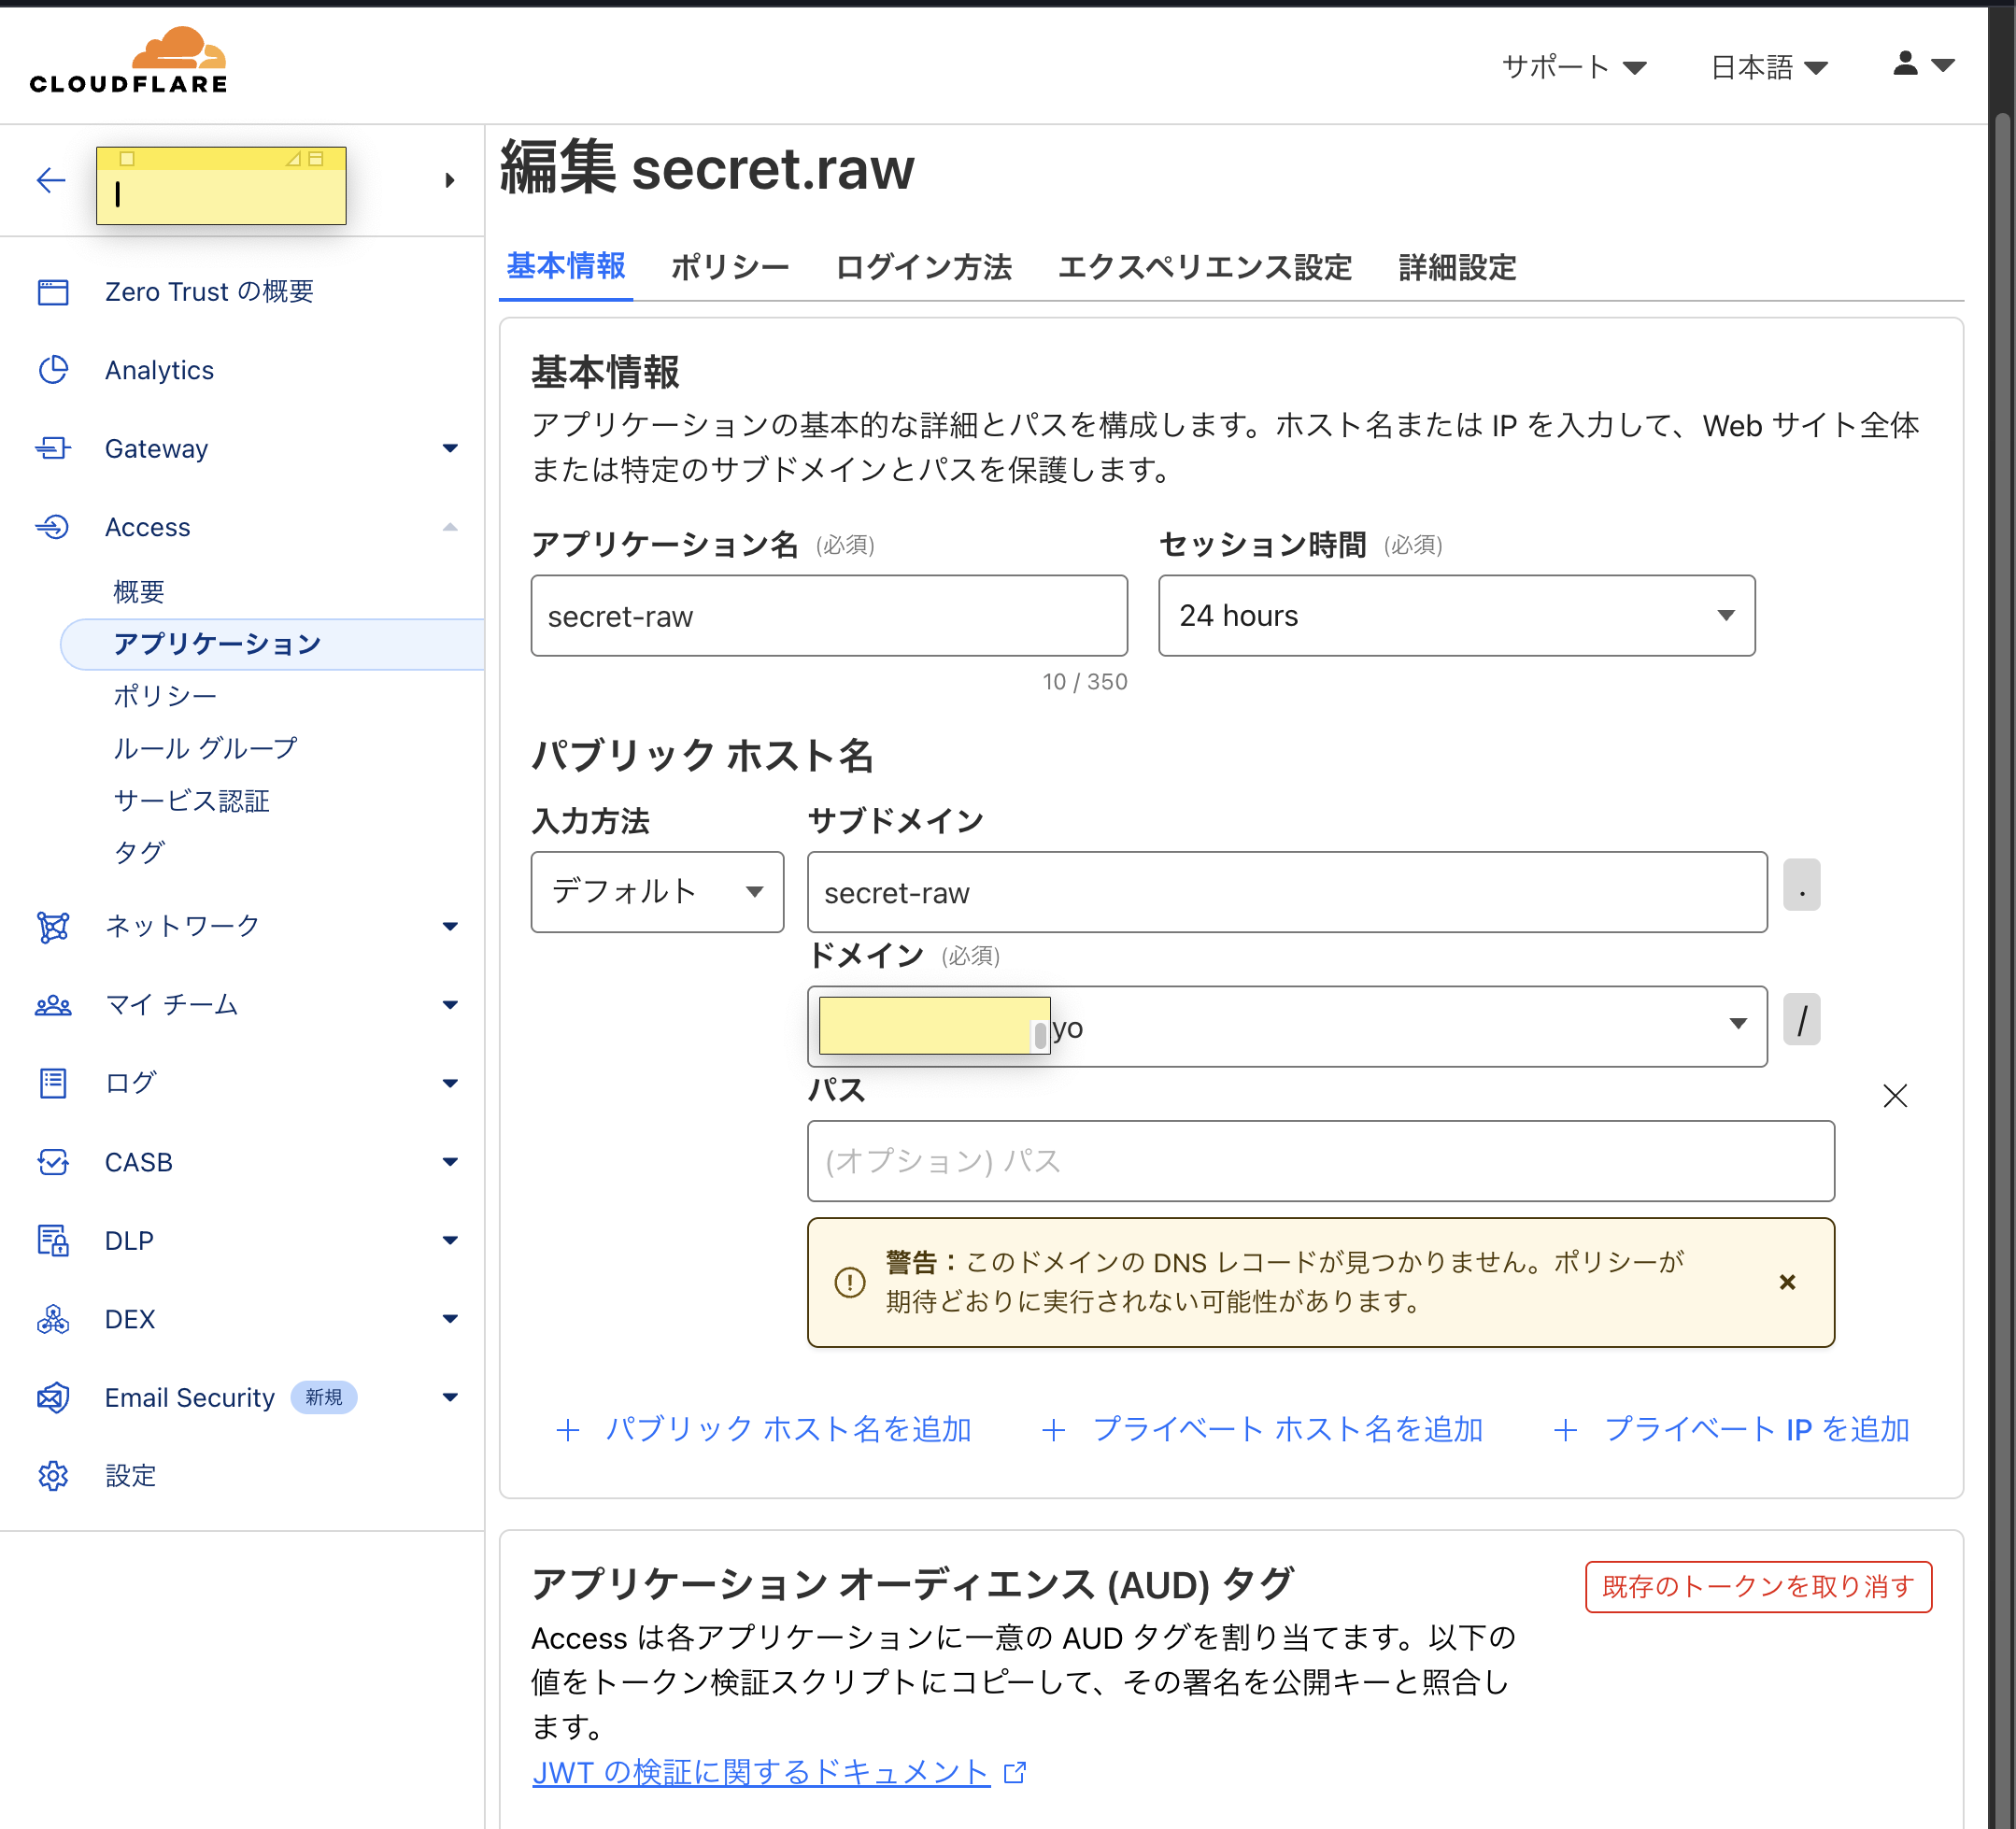 CLOUDFLARE
サポート
日本語
Zero Trust の概要
Analytics
Gateway
Access
概要
アプリケーション
ポリシー
ルール グループ
サービス認証
タグ
ネットワーク
マイ チーム
ログ
CASB
DLP
DEX
Email Security 新規
設定
編集 secret.raw
基本情報 ポリシー ログイン方法 エクスペリエンス設定 詳細設定
基本情報
アプリケーションの基本的な詳細とパスを構成します。ホスト名または IP を入力して、Web サイト全体
または特定のサブドメインとパスを保護します。
アプリケーション名 (必須)
secret-raw
10 / 350
セッション時間 (必須)
24 hours
パブリック ホスト名
入力方法
デフォルト
サブドメイン
secret-raw
.
ドメイン (必須)
yo
/
パス
(オプション) パス
警告：このドメインの DNS レコードが見つかりません。ポリシーが
期待どおりに実行されない可能性があります。
+ パブリック ホスト名を追加
+ プライベート ホスト名を追加
+ プライベート IP を追加
アプリケーション オーディエンス (AUD) タグ
既存のトークンを取り消す
Access は各アプリケーションに一意の AUD タグを割り当てます。以下の
値をトークン検証スクリプトにコピーして、その署名を公開キーと照合し
ます。
JWT の検証に関するドキュメント